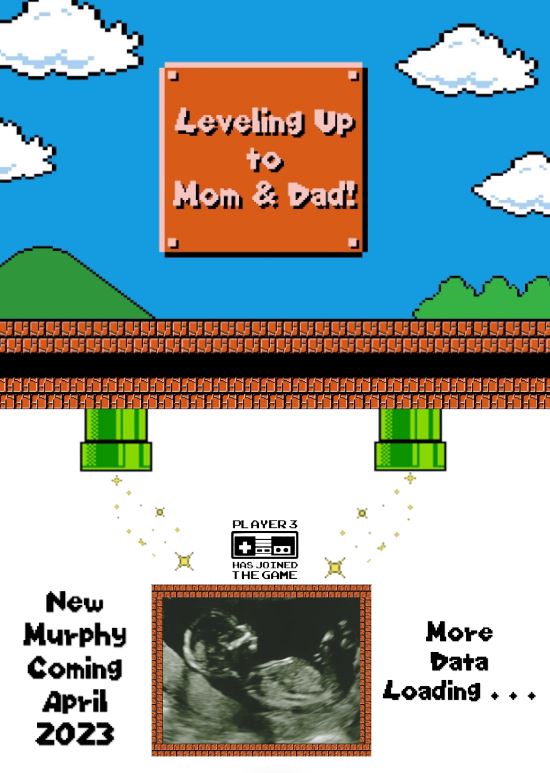 Leveling Up
to
Mom & Dad!
PLAYER 3
HAS JOINED
THE GAME
New
Murphy
Coming
April
2023
More
Data
Loading . . .